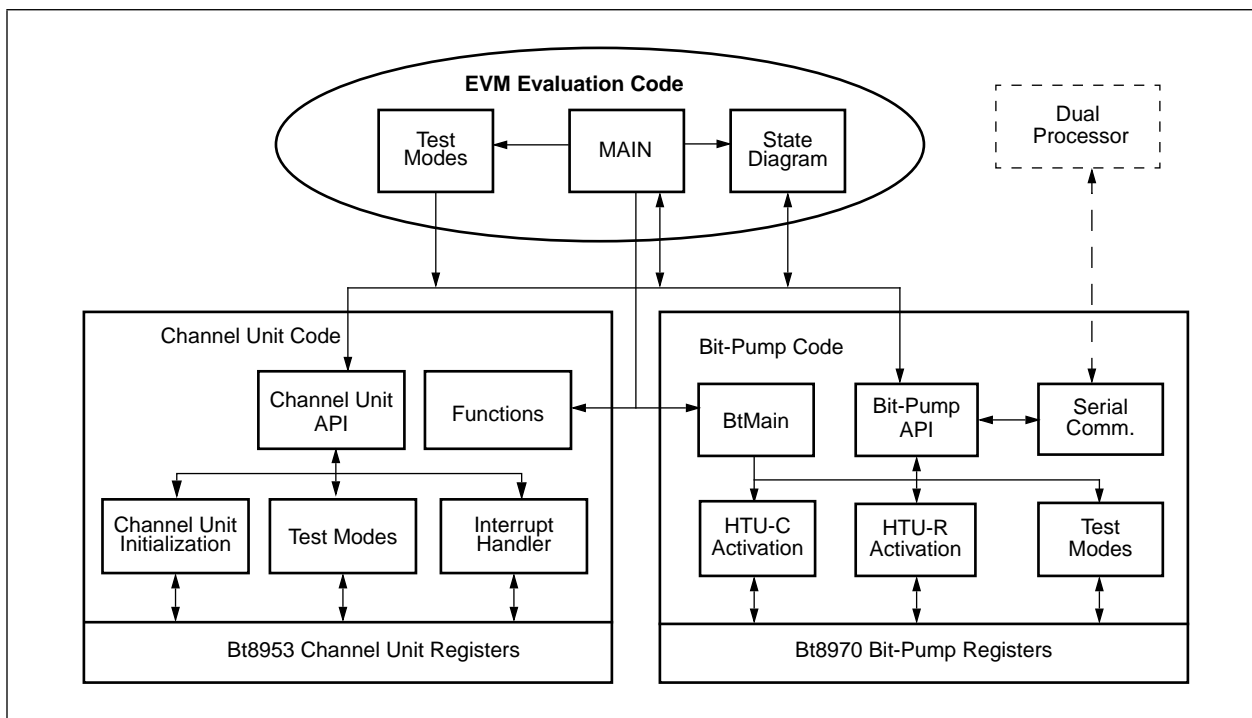 EVM Evaluation Code
Test
Modes
MAIN
State
Diagram
Dual
Processor
Channel Unit Code
Channel Unit
API
Functions
Bit-Pump Code
BtMain
Bit-Pump
API
Serial
Comm.
Channel Unit
Initialization
Test Modes
Interrupt
Handler
HTU-C
Activation
HTU-R
Activation
Test
Modes
Bt8953 Channel Unit Registers
Bt8970 Bit-Pump Registers